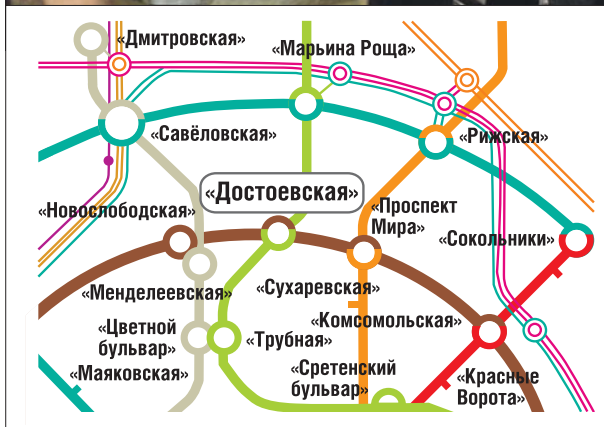 «Дмитровская»
«Марьина Роща»
«Савёловская»
«Рижская»
«Достоевская»
«Новослободская»
«Проспект
Мира»
«Сокольники»
«Менделеевская»
«Сухаревская»
«Комсомольская»
«Цветной
бульвар»
«Трубная»
«Маяковская»
«Сретенский
бульвар»
«Красные
Ворота»